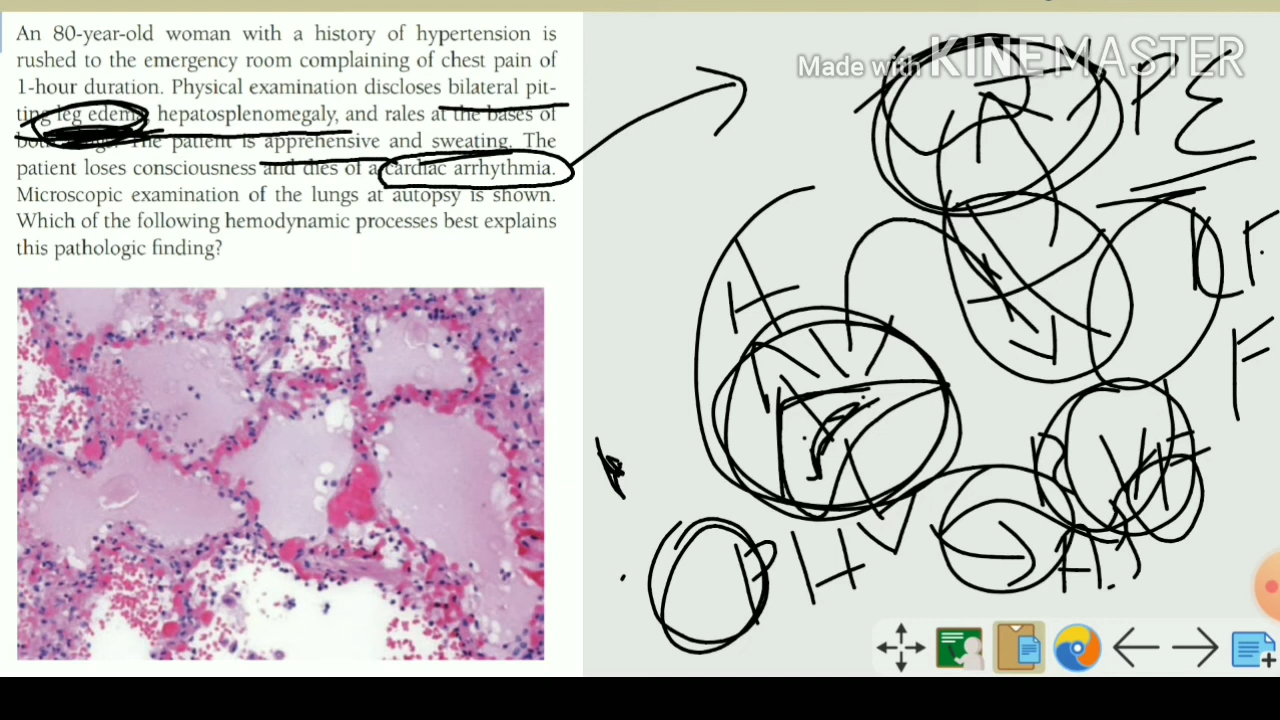 An 80-year-old woman with a history of hypertension is
rushed to the emergency room complaining of chest pain of
1-hour duration. Physical examination discloses bilateral pit-
ting leg edema, hepatosplenomegaly, and rales at the bases of
both lungs. The patient is apprehensive and sweating. The
patient loses consciousness and dies of a cardiac arrhythmia.
Microscopic examination of the lungs at autopsy is shown.
Which of the following hemodynamic processes best explains
this pathologic finding?
Made with KINEMASTER
PE